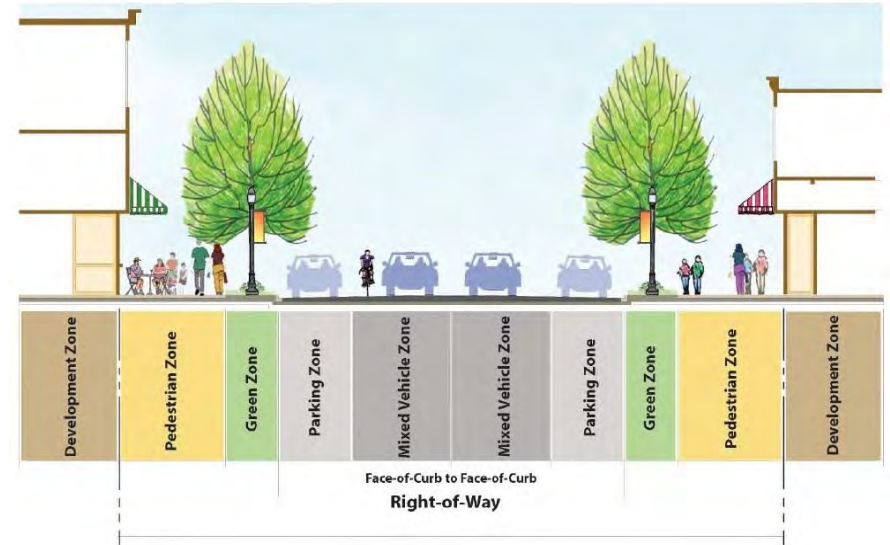 Development Zone
Pedestrian Zone
Green Zone
Parking Zone
Mixed Vehicle Zone
Mixed Vehicle Zone
Parking Zone
Green Zone
Pedestrian Zone
Development Zone
Face-of-Curb to Face-of-Curb
Right-of-Way